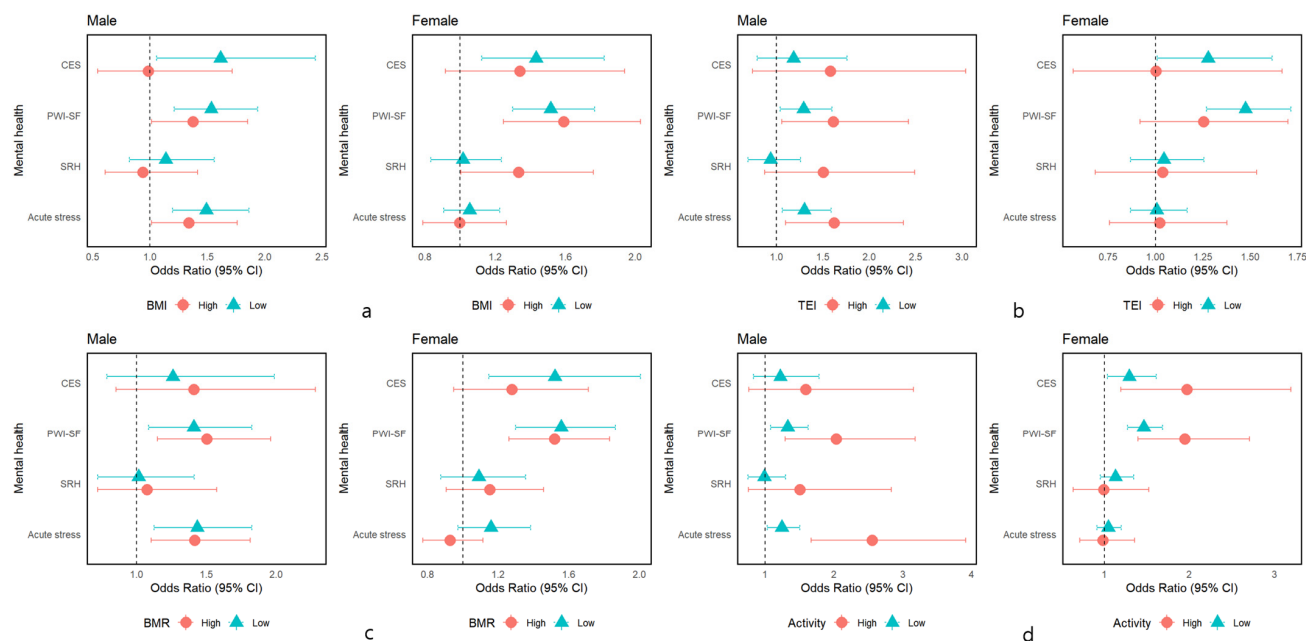 Male
Mental health
CES
PWI-SF
SRH
Acute stress
0.5 1.0 1.5 2.0 2.5
Odds Ratio (95% CI)
BMI High Low
Female
Mental health
CES
PWI-SF
SRH
Acute stress
0.8 1.2 1.6 2.0
Odds Ratio (95% CI)
BMI High Low
a
Male
Mental health
CES
PWI-SF
SRH
Acute stress
1.0 1.5 2.0 2.5 3.0
Odds Ratio (95% CI)
TEI High Low
Female
Mental health
CES
PWI-SF
SRH
Acute stress
0.75 1.00 1.25 1.50 1.75
Odds Ratio (95% CI)
TEI High Low
b
Male
Mental health
CES
PWI-SF
SRH
Acute stress
1.0 1.5 2.0
Odds Ratio (95% CI)
BMR High Low
Female
Mental health
CES
PWI-SF
SRH
Acute stress
0.8 1.2 1.6 2.0
Odds Ratio (95% CI)
BMR High Low
c
Male
Mental health
CES
PWI-SF
SRH
Acute stress
1 2 3 4
Odds Ratio (95% CI)
Activity High Low
Female
Mental health
CES
PWI-SF
SRH
Acute stress
1 2 3
Odds Ratio (95% CI)
Activity High Low
d